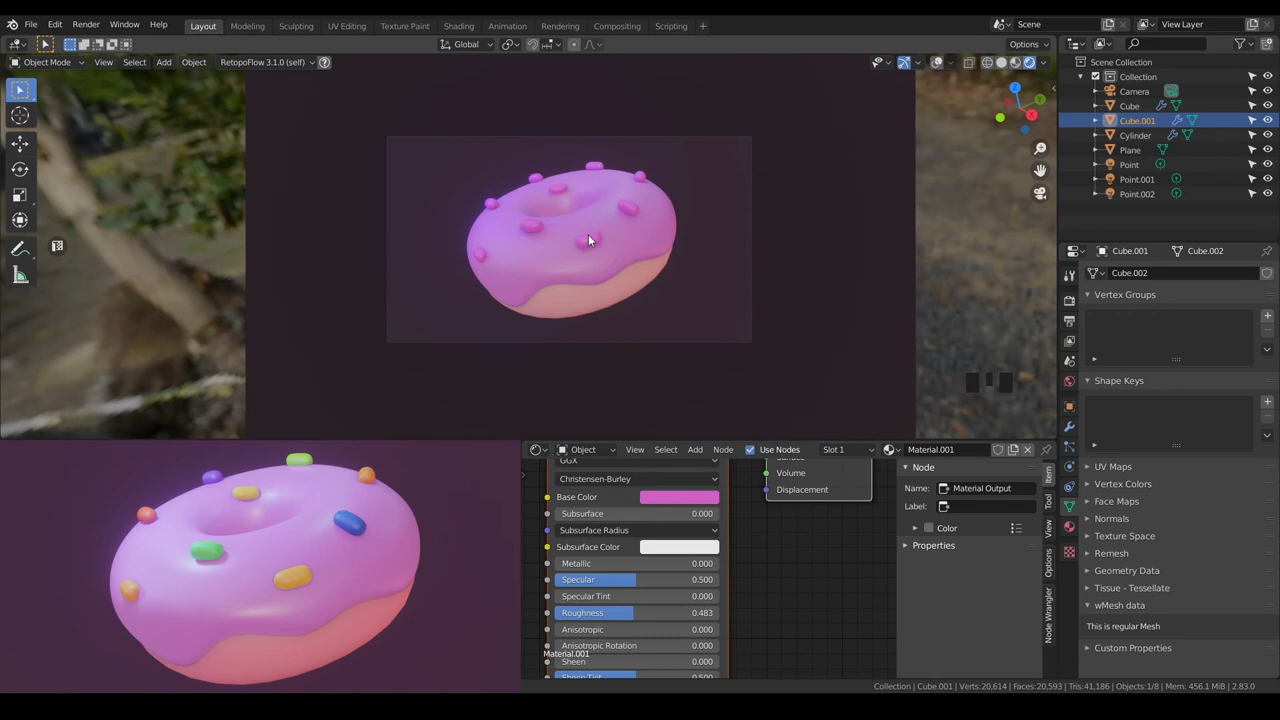 File Edit Render Window Help Layout Modeling Sculpting UV Editing Texture Paint Shading Animation Rendering Compositing Scripting Scene View Layer
Global Options
Object Mode View Select Add Object RetopoFlow 3.1.0 (self)
Scene Collection
Collection
Camera
Cube
Cube.001
Cylinder
Plane
Point
Point.001
Point.002
Cube.001 Cube.002
Cube.002
Vertex Groups
Shape Keys
UV Maps
Vertex Colors
Face Maps
Normals
Texture Space
Remesh
Geometry Data
Tissue - Tessellate
wMesh data
This is regular Mesh
Custom Properties
Object View Select Add Node Use Nodes Slot 1 Material.001
GGX
Christensen-Burley
Base Color
Subsurface 0.000
Subsurface Radius
Subsurface Color
Metallic 0.000
Specular 0.500
Specular Tint 0.000
Roughness 0.483
Anisotropic 0.000
Anisotropic Rotation 0.000
Material.001
Sheen 0.000
Sheen Tint 0.500
Surface
Volume
Displacement
Node
Name: Material Output
Label:
Color
Properties
Item
Tool
View
Options
Node Wrangler
Collection | Cube.001 | Verts:20,614 | Faces:20,593 | Tris:41,186 | Objects:1/8 | Mem: 456.1 MiB | 2.83.0